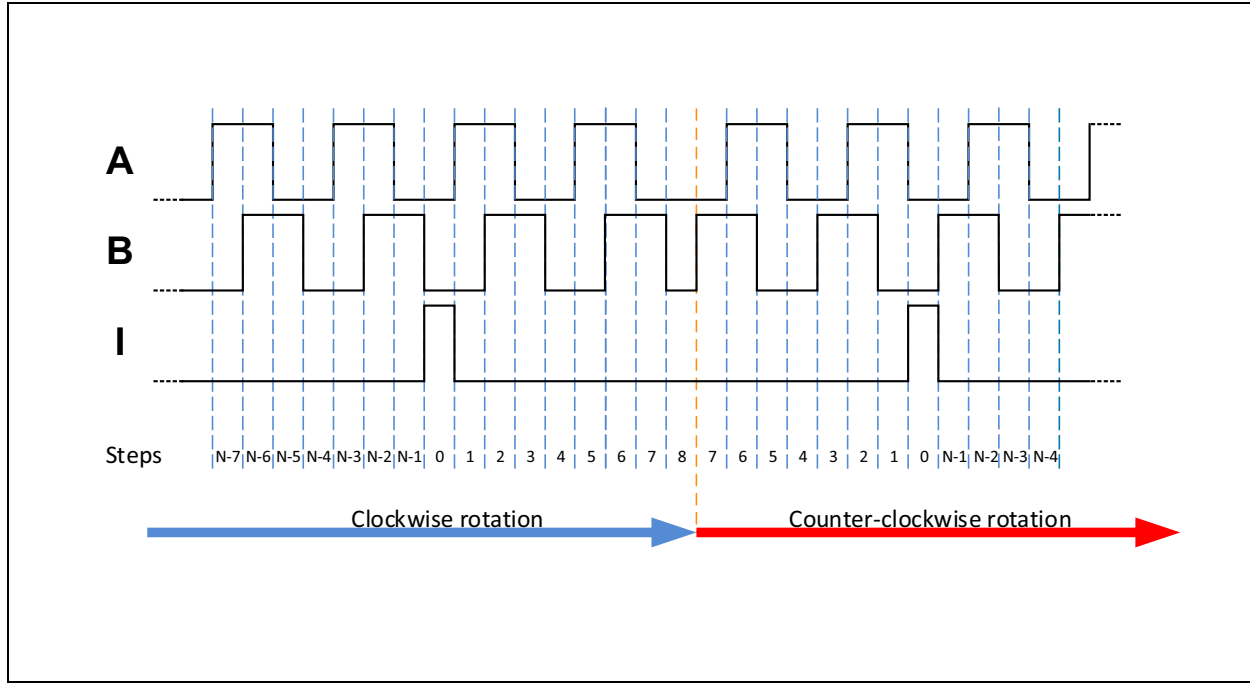 A
B
I
Steps N-7 N-6 N-5 N-4 N-3 N-2 N-1 0 1 2 3 4 5 6 7 8 7 6 5 4 3 2 1 0 N-1 N-2 N-3 N-4
Clockwise rotation Counter-clockwise rotation